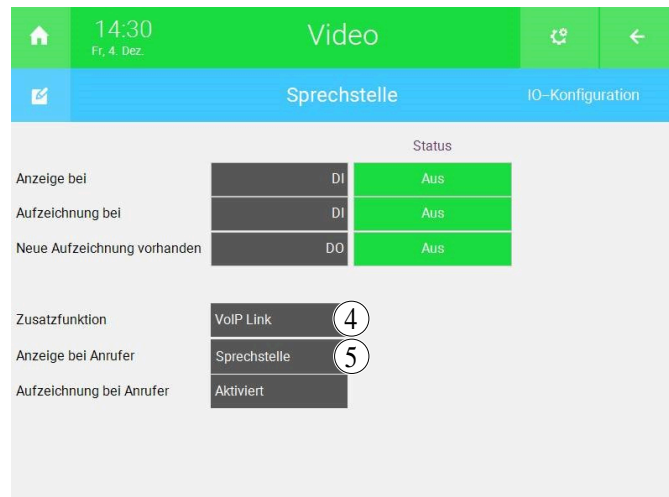 14:30
Fr, 4. Dez.
Video
Sprechstelle
IO–Konfiguration
Status
Anzeige bei DI Aus
Aufzeichnung bei DI Aus
Neue Aufzeichnung vorhanden DO Aus
Zusatzfunktion VoIP Link 4
Anzeige bei Anrufer Sprechstelle 5
Aufzeichnung bei Anrufer Aktiviert